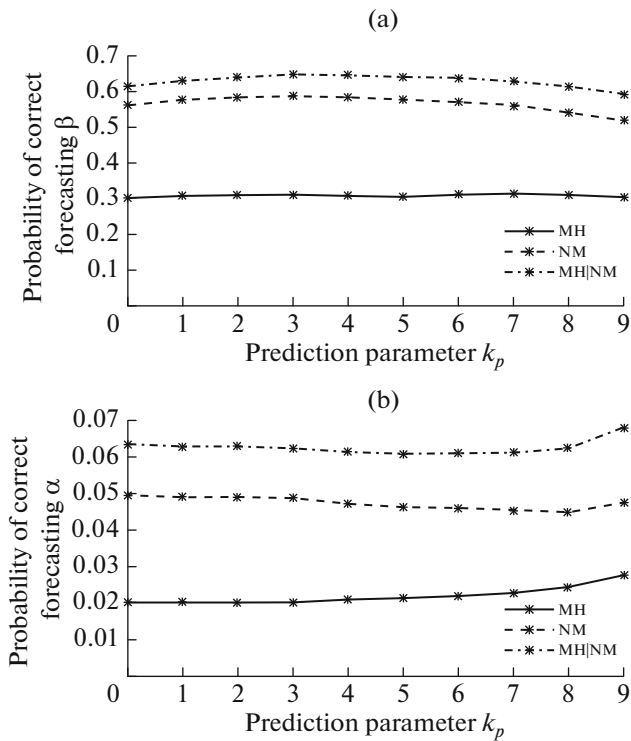 (a)
Probability of correct
forecasting β
0.7
0.6
0.5
0.4
0.3
0.2
0.1
MH
NM
MH|NM
0 1 2 3 4 5 6 7 8 9
Prediction parameter kₚ
(b)
Probability of correct
forecasting α
0.07
0.06
0.05
0.04
0.03
0.02
0.01
MH
NM
MH|NM
0 1 2 3 4 5 6 7 8 9
Prediction parameter kₚ